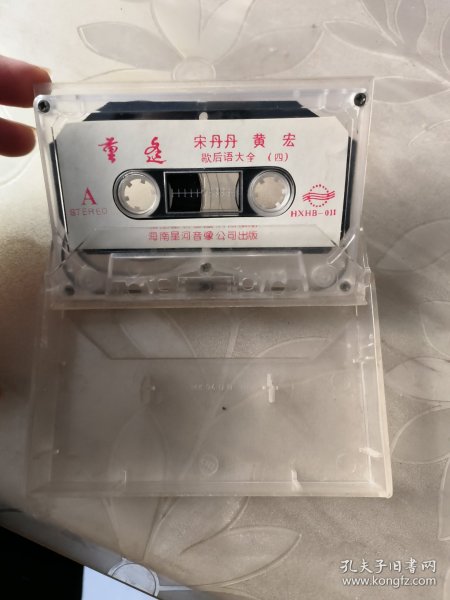 重逢
宋丹丹 黄宏
歇后语大全 (四)
A
STEREO
HXHB-011
海南星河音像公司出版
孔夫子旧书网
www.kongfz.com